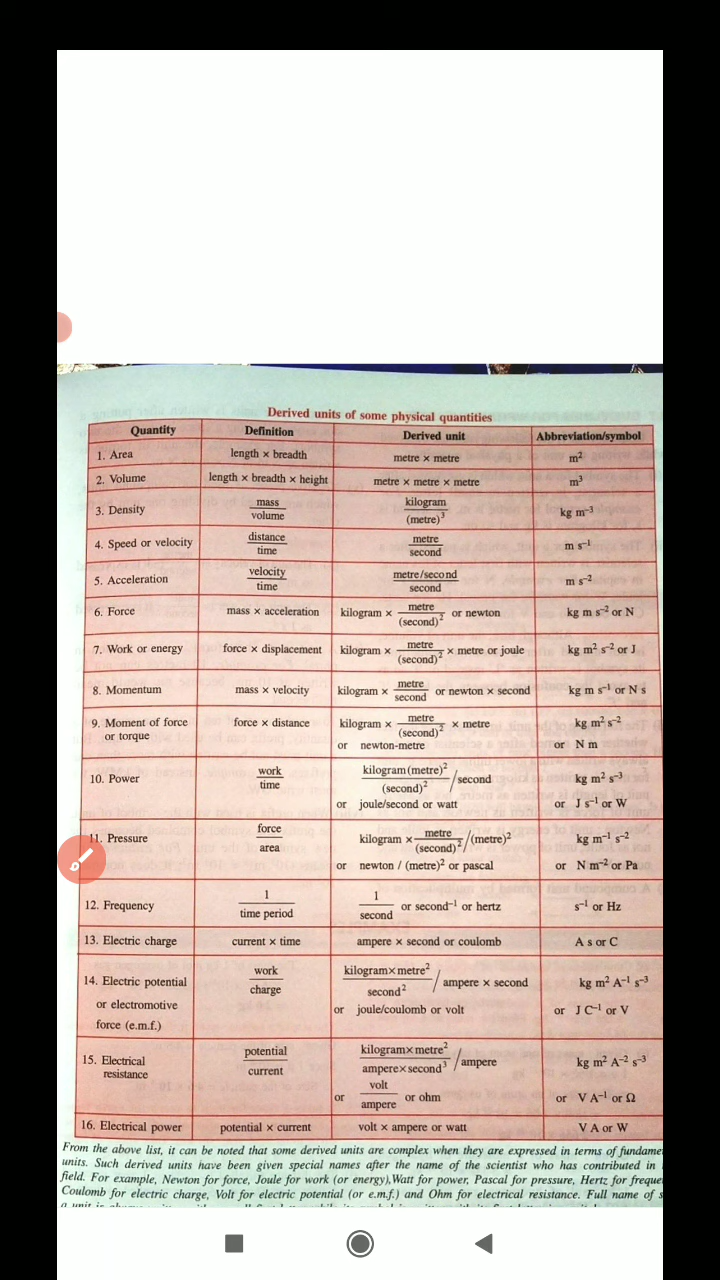 Derived units of some physical quantities
Quantity Definition Derived unit Abbreviation/symbol
1. Area length × breadth metre × metre m²
2. Volume length × breadth × height metre × metre × metre m³
3. Density mass/volume kilogram/(metre)³ kg m⁻³
4. Speed or velocity distance/time metre/second m s⁻¹
5. Acceleration velocity/time metre/second/second m s⁻²
6. Force mass × acceleration kilogram × metre/(second)² or newton kg m s⁻² or N
7. Work or energy force × displacement kilogram × metre/(second)² × metre or joule kg m² s⁻² or J
8. Momentum mass × velocity kilogram × metre/second or newton × second kg m s⁻¹ or N s
9. Moment of force force × distance kilogram × metre/(second)² × metre kg m² s⁻²
or torque or newton-metre or N m
10. Power work/time kilogram(metre)²/(second)²/second kg m² s⁻³
or joule/second or watt or J s⁻¹ or W
11. Pressure force/area kilogram × metre/(second)²/(metre)² kg m⁻¹ s⁻²
or newton / (metre)² or pascal or N m⁻² or Pa
12. Frequency 1/time period 1/second or second⁻¹ or hertz s⁻¹ or Hz
13. Electric charge current × time ampere × second or coulomb A s or C
14. Electric potential work/charge kilogram×metre²/second²/ampere × second kg m² A⁻¹ s⁻³
or electromotive or joule/coulomb or volt or J C⁻¹ or V
force (e.m.f.)
15. Electrical potential/current kilogram×metre²/ampere×second³/ampere kg m² A⁻² s⁻³
resistance or volt/ampere or ohm or V A⁻¹ or Ω
16. Electrical power potential × current volt × ampere or watt V A or W
From the above list, it can be noted that some derived units are complex when they are expressed in terms of fundame
units. Such derived units have been given special names after the name of the scientist who has contributed in
field. For example, Newton for force, Joule for work (or energy),Watt for power, Pascal for pressure, Hertz for freque
Coulomb for electric charge, Volt for electric potential (or e.m.f.) and Ohm for electrical resistance. Full name of s